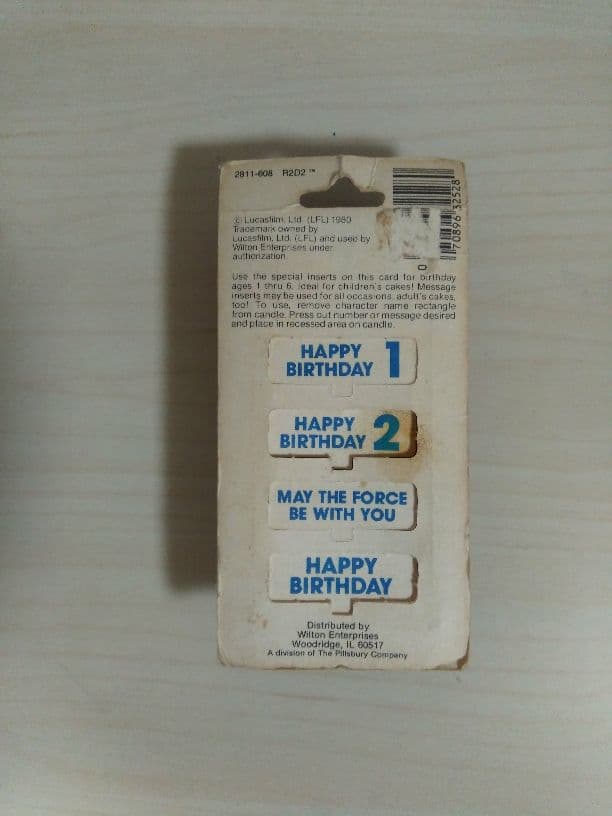 2811-608 R2D2™
© Lucasfilm, Ltd. (LFL) 1980
Trademark owned by
Lucasfilm, Ltd. (LFL) and used by
Wilton Enterprises under
authorization.
0 70896 32528
Use the special inserts on this card for birthday
ages 1 thru 6. Ideal for children's cakes! Message
inserts may be used for all occasions, adult's cakes,
too! To use, remove character name rectangle
from candle. Press out number or message desired
and place in recessed area on candle.
HAPPY
BIRTHDAY 1
HAPPY
BIRTHDAY 2
MAY THE FORCE
BE WITH YOU
HAPPY
BIRTHDAY
Distributed by
Wilton Enterprises
Woodridge, IL 60517
A division of The Pillsbury Company